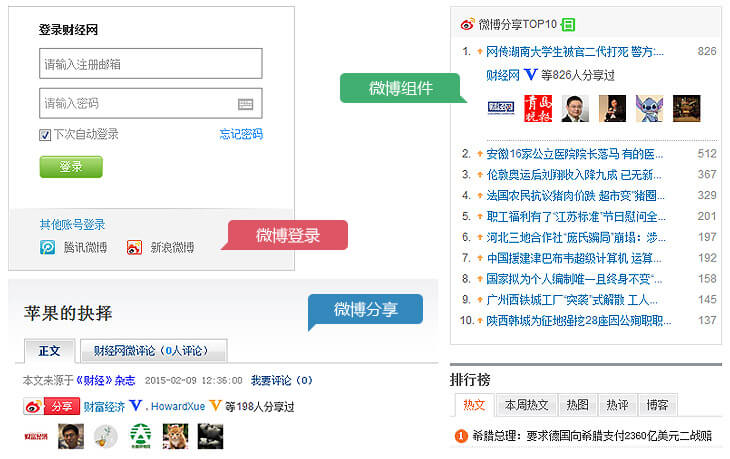 登录财经网
请输入注册邮箱
请输入密码
下次自动登录
忘记密码
登录
其他账号登录
腾讯微博
新浪微博
微博登录
微博组件
微博分享TOP10
1. 网传湖南大学生被官二代打死 警方:... 826
财经网 V 等826人分享过
青岛
晚报
2. 安徽16家公立医院院长落马 有的医... 512
3. 伦敦奥运后刘翔收入降九成 已无新... 367
4. 法国农民抗议猪肉价跌 超市变“猪圈... 329
5. 职工福利有了“江苏标准”节日慰问全... 201
6. 河北三地合作社“庞氏骗局”崩塌：涉... 197
7. 中国援建津巴布韦超级计算机 运算... 192
8. 国家拟为个人编制唯一且终身不变“... 158
9. 广州西铁城工厂“突袭”式解散 工人... 145
10. 陕西韩城为征地强挖28座因公殉职... 137
微博分享
苹果的抉择
正文
财经网微评论（0人评论）
本文来源于《财经》杂志 2015-02-09 12:36:00 我要评论（0）
分享 财富经济 V . HowardXue V 等198人分享过
财富经济
排行榜
热文 本周热文 热图 热评 博客
1 希腊总理：要求德国向希腊支付2360亿美元二战赔